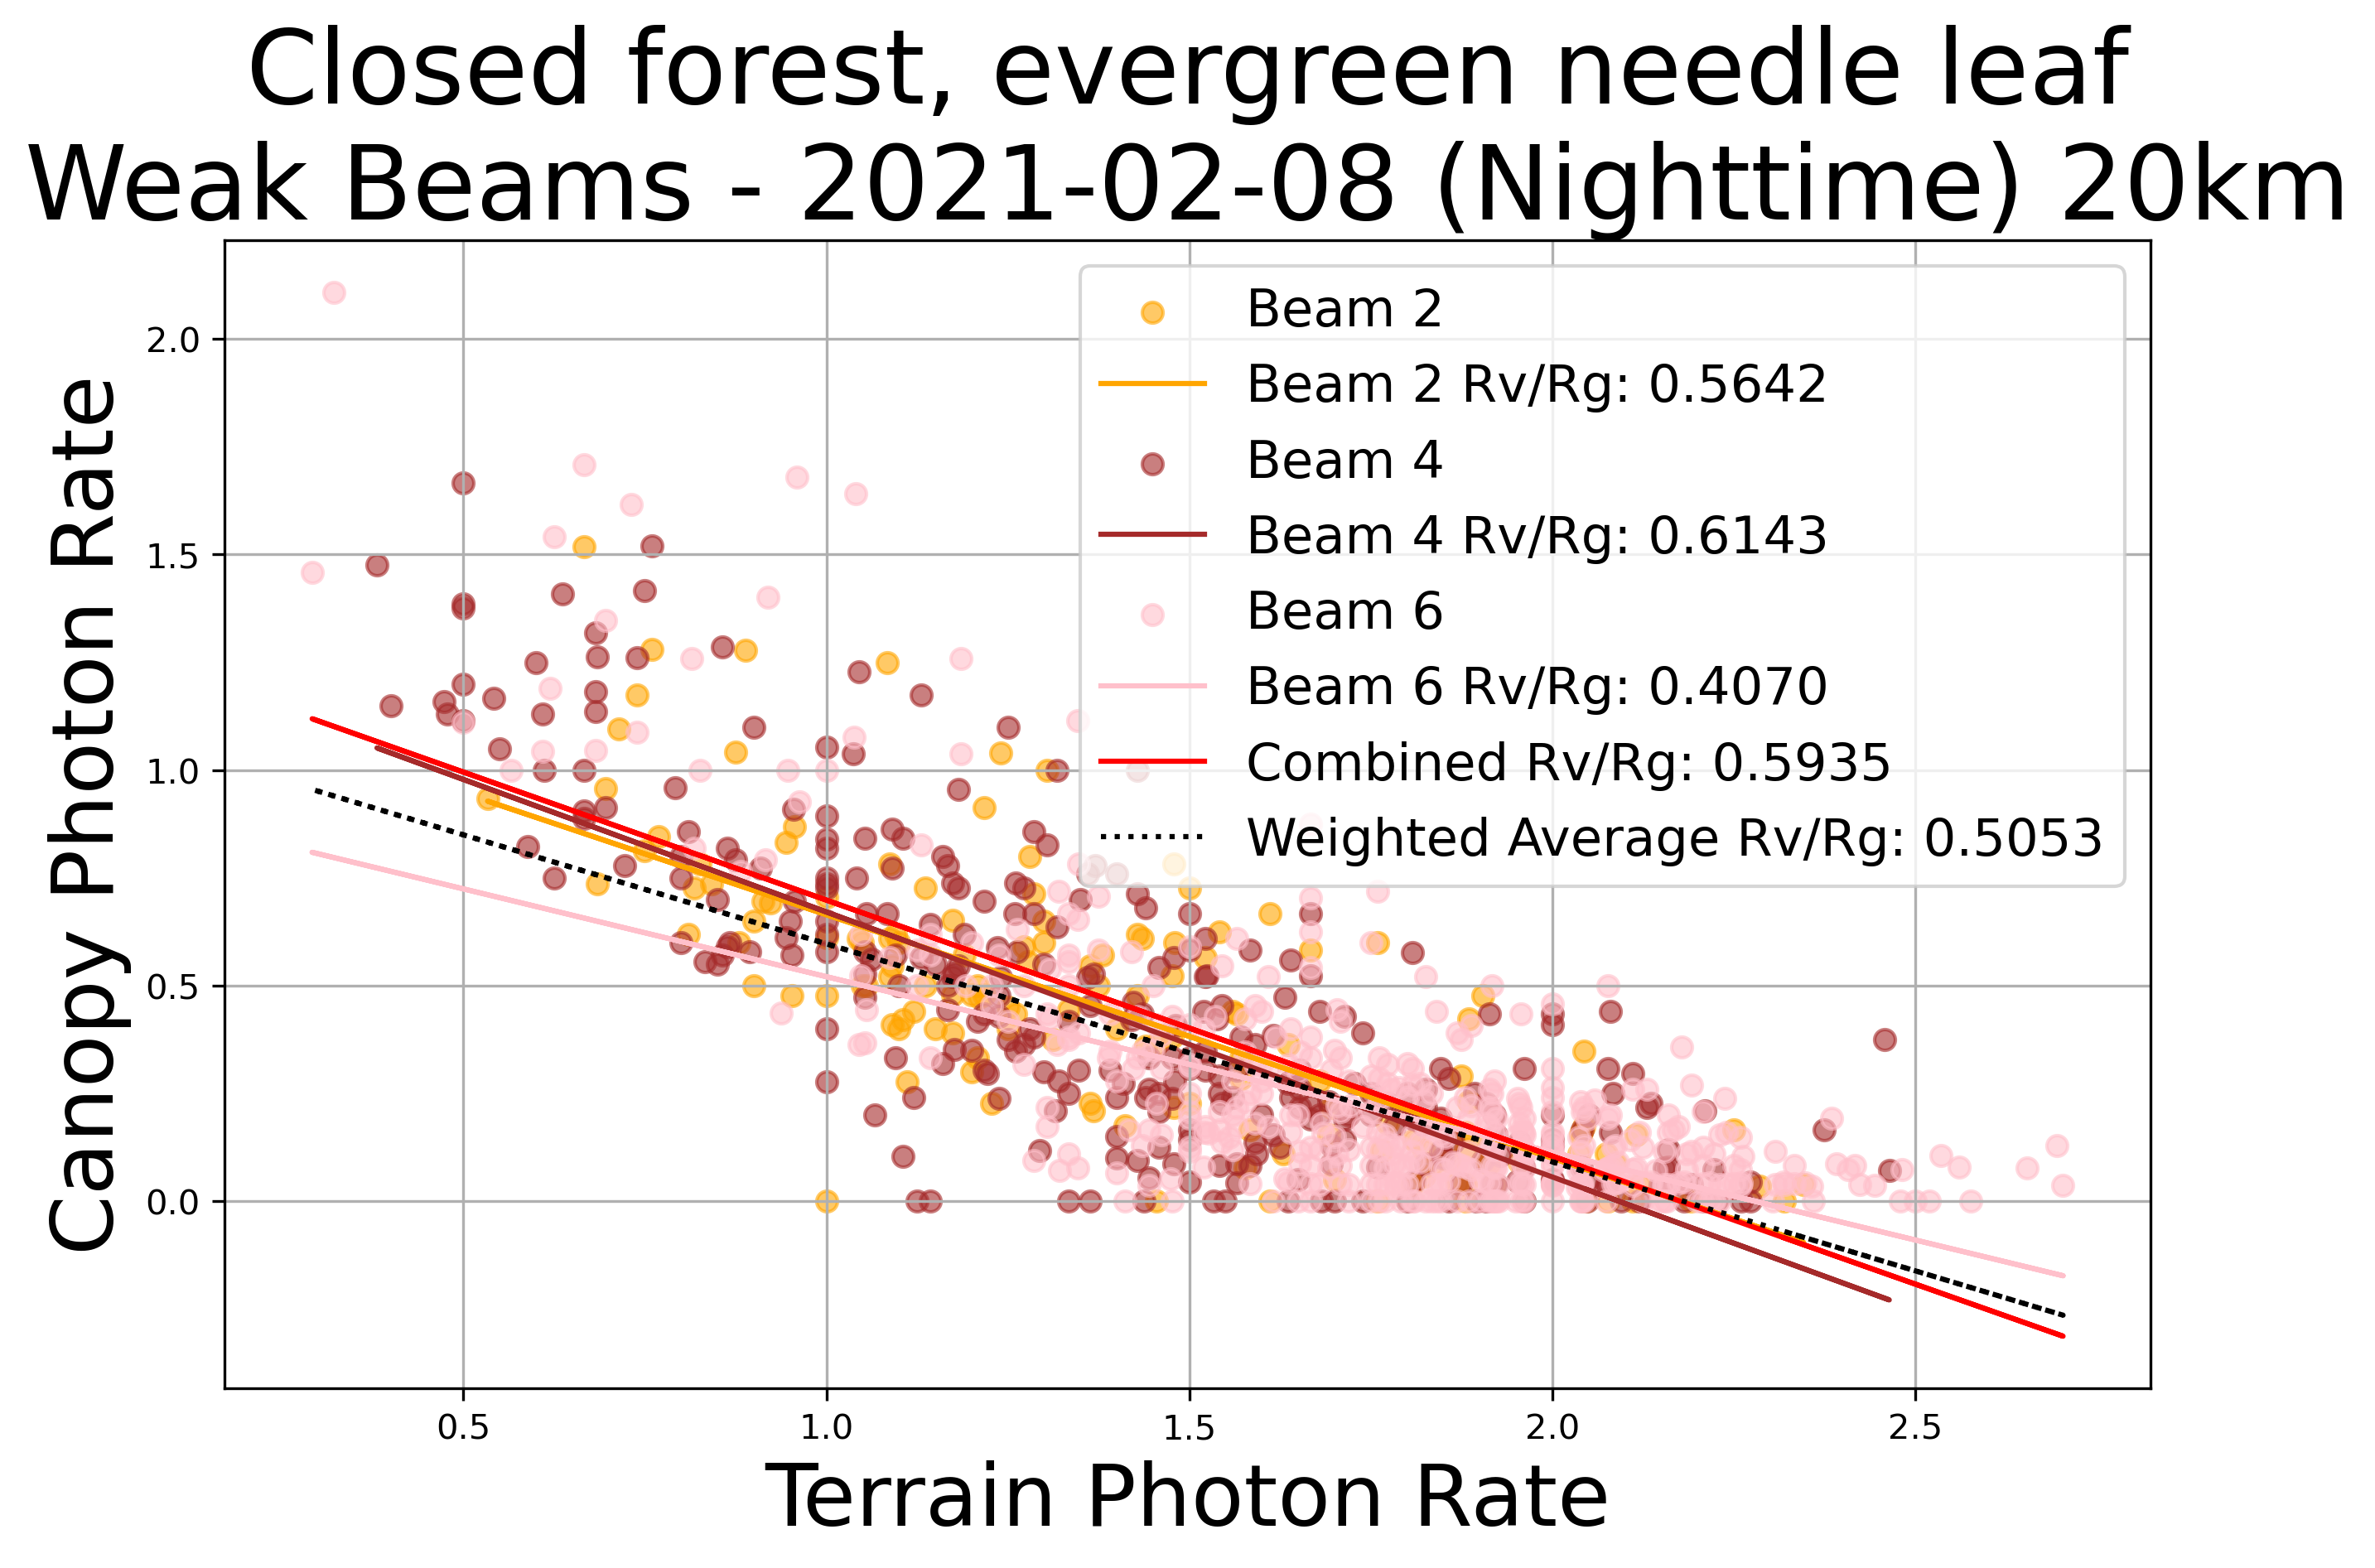 Closed forest, evergreen needle leaf
Weak Beams - 2021-02-08 (Nighttime) 20km
Beam 2
Beam 2 Rv/Rg: 0.5642
Beam 4
Beam 4 Rv/Rg: 0.6143
Beam 6
Beam 6 Rv/Rg: 0.4070
Combined Rv/Rg: 0.5935
Weighted Average Rv/Rg: 0.5053
Canopy Photon Rate
2.0
1.5
1.0
0.5
0.0
0.5 1.0 1.5 2.0 2.5
Terrain Photon Rate